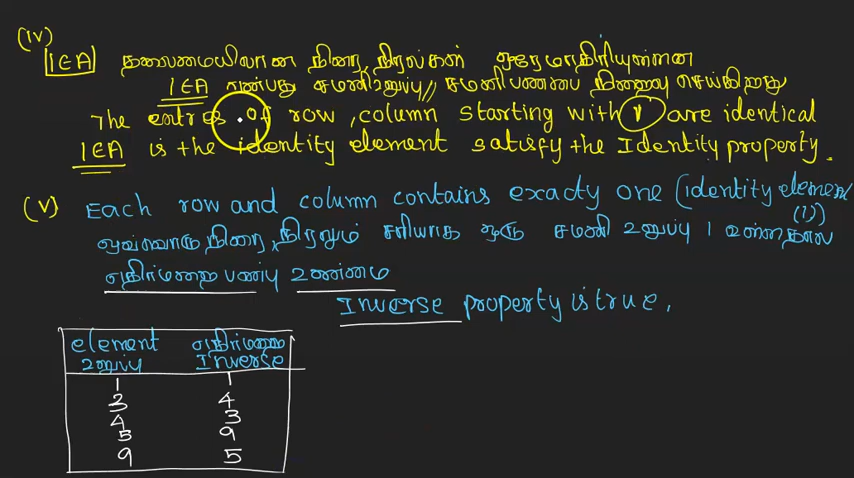 (iv)
1∈A தலைமையிலான நிரை, நிரல்கள் ஒரேமாதிரியுள்ளன
1∈A என்பது சமனி உறுப்பு // சமனி பண்பை நிறைவு செய்கிறது
The entres of row, column starting with 1 are identical
1∈A is the identity element satisfy the Identity property.
(v) Each row and column contains exacty one (identity element
(1))
ஒவ்வொரு நிரை, நிரலும் சரியாக ஒரு சமனி உறுப்பு 1 உள்ளதால்
எதிர்மறை பண்பு உண்மை
Inverse property is true.
element எதிர்மறை
உறுப்பு Inverse
1 1
3 4
4 3
5 9
9 5